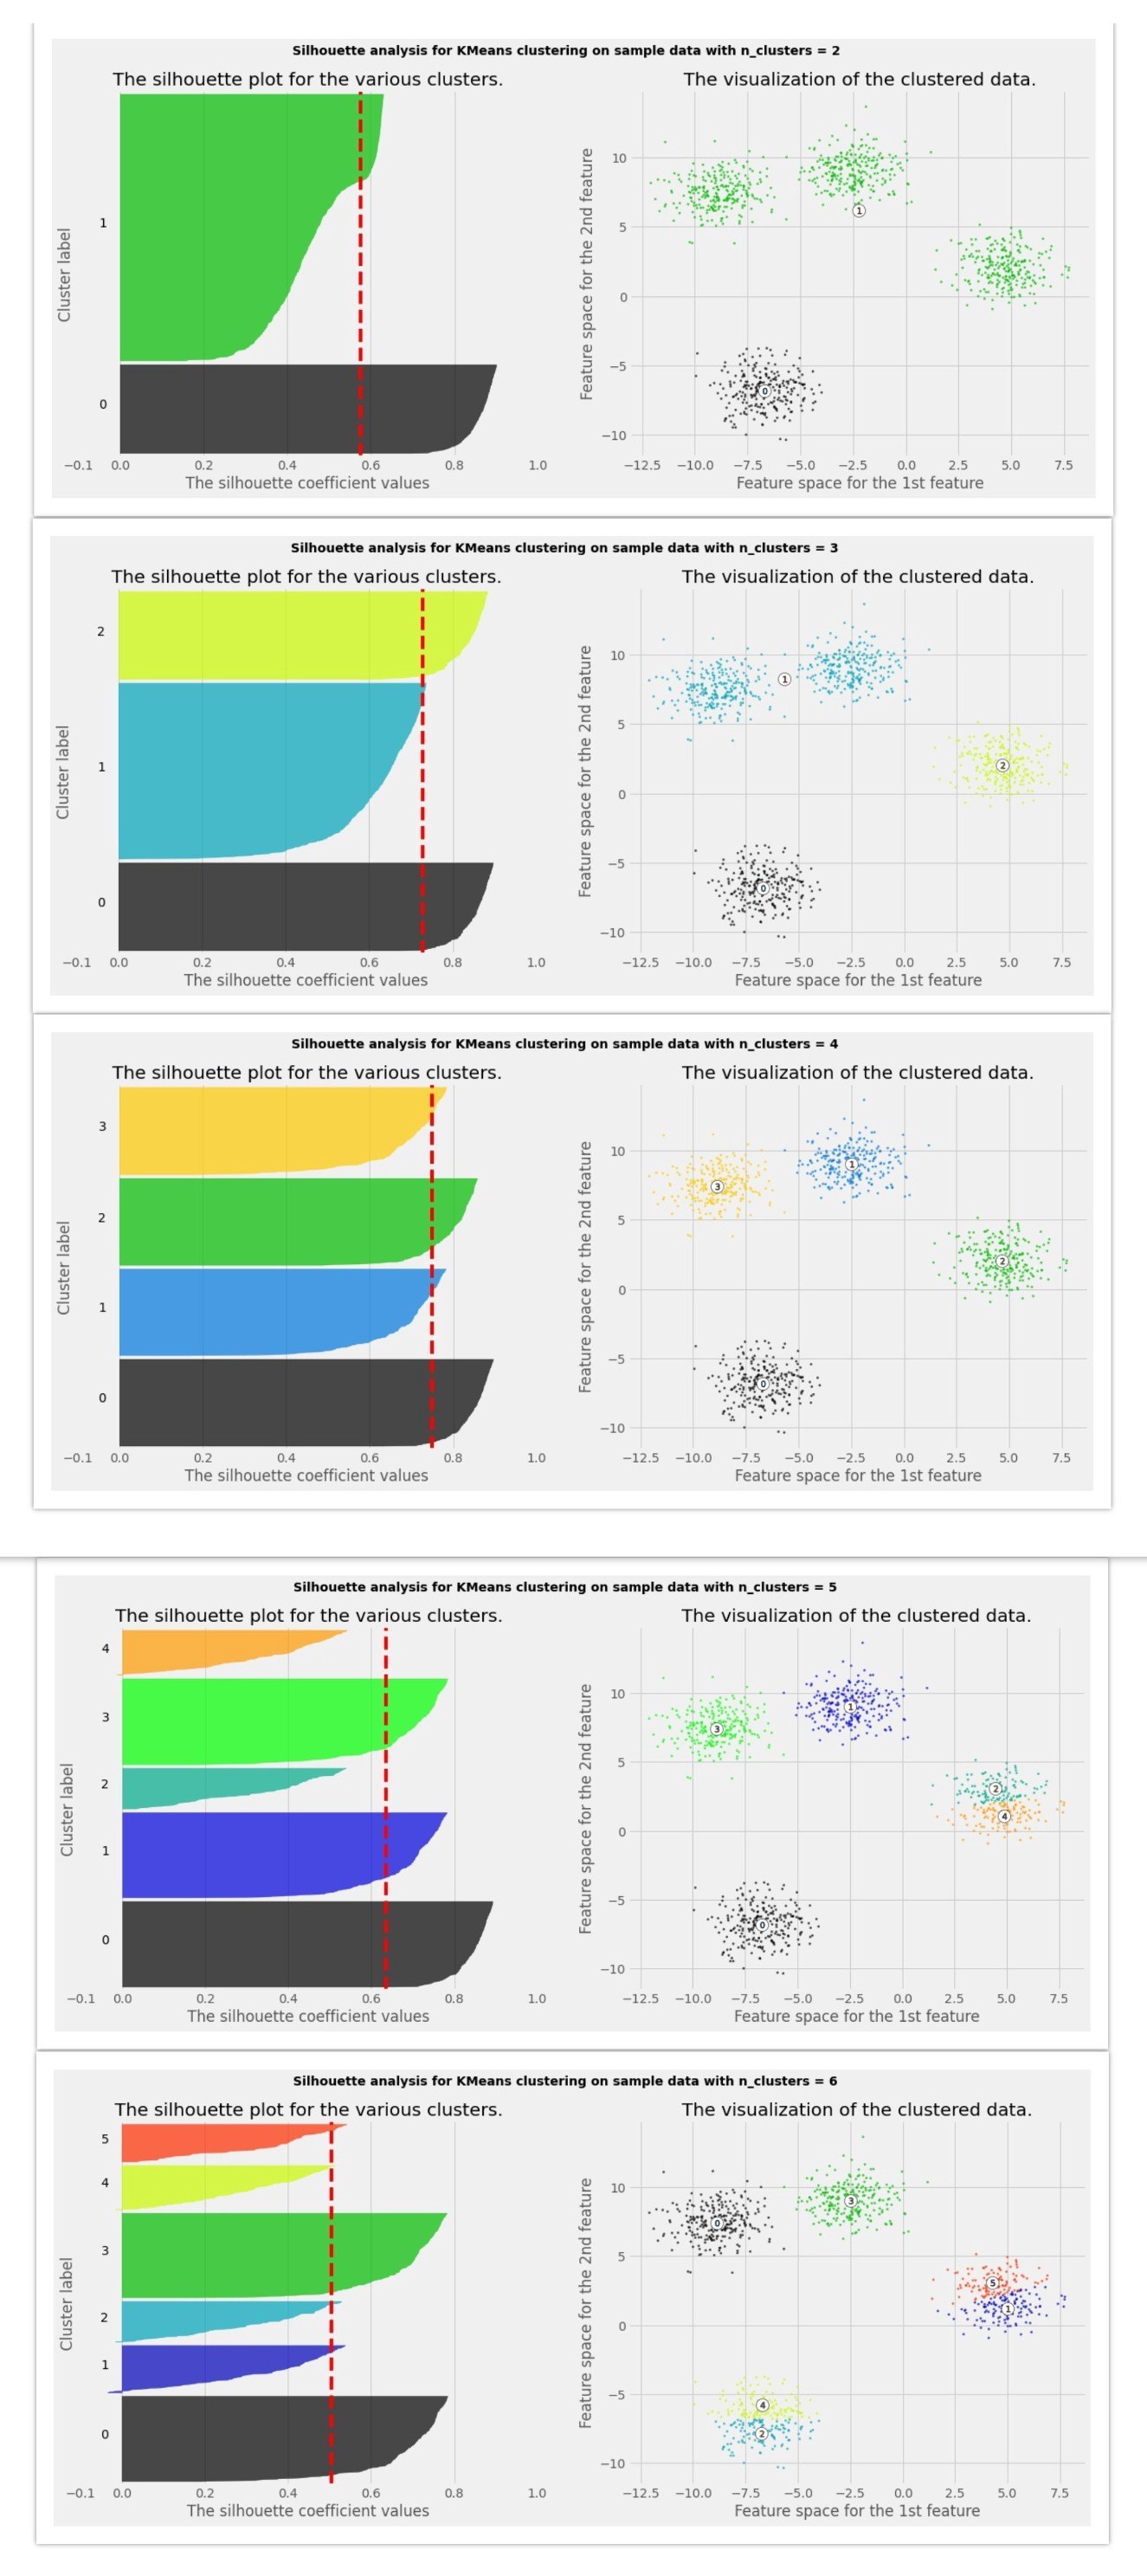 Silhouette analysis for KMeans clustering on sample data with n_clusters = 2
The silhouette plot for the various clusters.
Cluster label
1
0
−0.1 0.0 0.2 0.4 0.6 0.8 1.0
The silhouette coefficient values
The visualization of the clustered data.
Feature space for the 2nd feature
10
5
0
−5
−10
1
0
−12.5 −10.0 −7.5 −5.0 −2.5 0.0 2.5 5.0 7.5
Feature space for the 1st feature
Silhouette analysis for KMeans clustering on sample data with n_clusters = 3
The silhouette plot for the various clusters.
Cluster label
2
1
0
−0.1 0.0 0.2 0.4 0.6 0.8 1.0
The silhouette coefficient values
The visualization of the clustered data.
Feature space for the 2nd feature
10
5
0
−5
−10
1
2
0
−12.5 −10.0 −7.5 −5.0 −2.5 0.0 2.5 5.0 7.5
Feature space for the 1st feature
Silhouette analysis for KMeans clustering on sample data with n_clusters = 4
The silhouette plot for the various clusters.
Cluster label
3
2
1
0
−0.1 0.0 0.2 0.4 0.6 0.8 1.0
The silhouette coefficient values
The visualization of the clustered data.
Feature space for the 2nd feature
10
5
0
−5
−10
1
3
2
0
−12.5 −10.0 −7.5 −5.0 −2.5 0.0 2.5 5.0 7.5
Feature space for the 1st feature
Silhouette analysis for KMeans clustering on sample data with n_clusters = 5
The silhouette plot for the various clusters.
Cluster label
4
3
2
1
0
−0.1 0.0 0.2 0.4 0.6 0.8 1.0
The silhouette coefficient values
The visualization of the clustered data.
Feature space for the 2nd feature
10
5
0
−5
−10
1
3
2
4
0
−12.5 −10.0 −7.5 −5.0 −2.5 0.0 2.5 5.0 7.5
Feature space for the 1st feature
Silhouette analysis for KMeans clustering on sample data with n_clusters = 6
The silhouette plot for the various clusters.
Cluster label
5
4
3
2
1
0
−0.1 0.0 0.2 0.4 0.6 0.8 1.0
The silhouette coefficient values
The visualization of the clustered data.
Feature space for the 2nd feature
10
5
0
−5
−10
3
0
5
1
4
2
−12.5 −10.0 −7.5 −5.0 −2.5 0.0 2.5 5.0 7.5
Feature space for the 1st feature